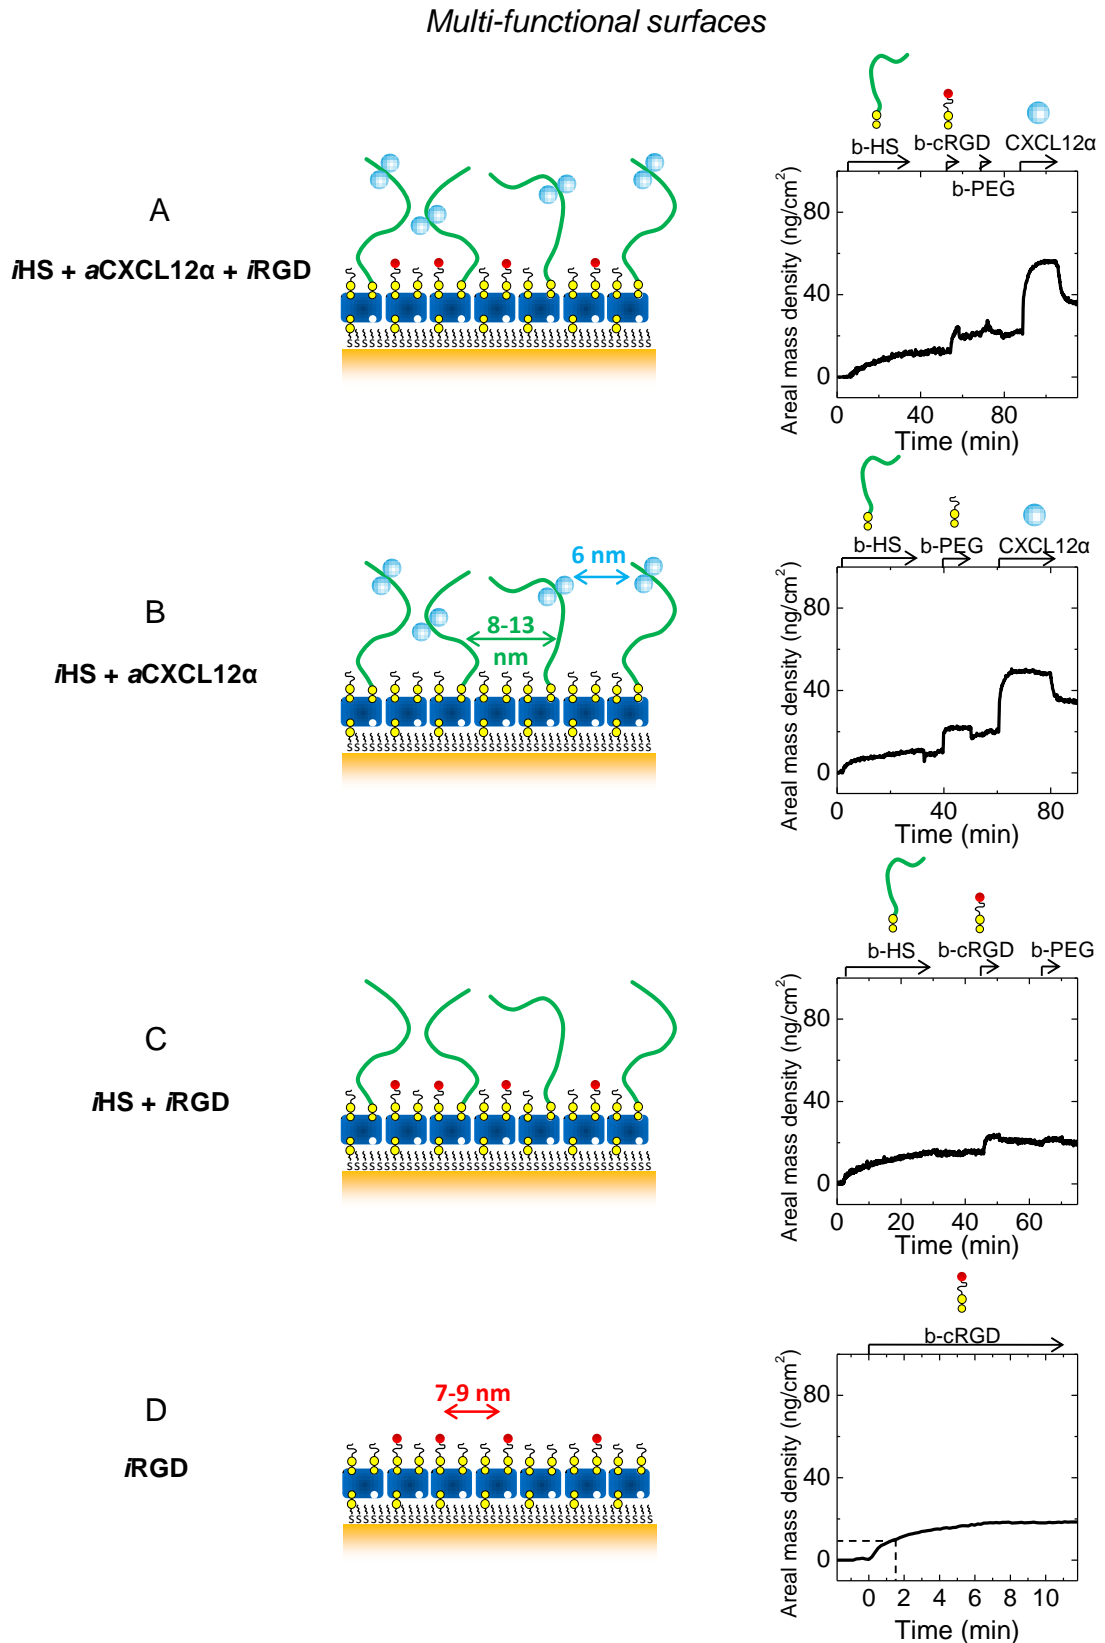 Multi-functional surfaces
A
iHS + aCXCL12α + iRGD
b-HS
b-cRGD
CXCL12α
b-PEG
Areal mass density (ng/cm²)
80
40
0
0 40 80
Time (min)
SSSSSSSSSSSSSSSSSSSSSSSSSSSSSSSSSSS
B
iHS + aCXCL12α
6 nm
8-13
nm
SSSSSSSSSSSSSSSSSSSSSSSSSSSSSSSSSSS
b-HS b-PEG CXCL12α
Areal mass density (ng/cm²)
80
40
0
0 40 80
Time (min)
C
iHS + iRGD
SSSSSSSSSSSSSSSSSSSSSSSSSSSSSSSSSSS
b-HS b-cRGD b-PEG
Areal mass density (ng/cm²)
80
40
0
0 20 40 60
Time (min)
D
iRGD
7-9 nm
SSSSSSSSSSSSSSSSSSSSSSSSSSSSSSSSSSS
b-cRGD
Areal mass density (ng/cm²)
80
40
0
0 2 4 6 8 10
Time (min)